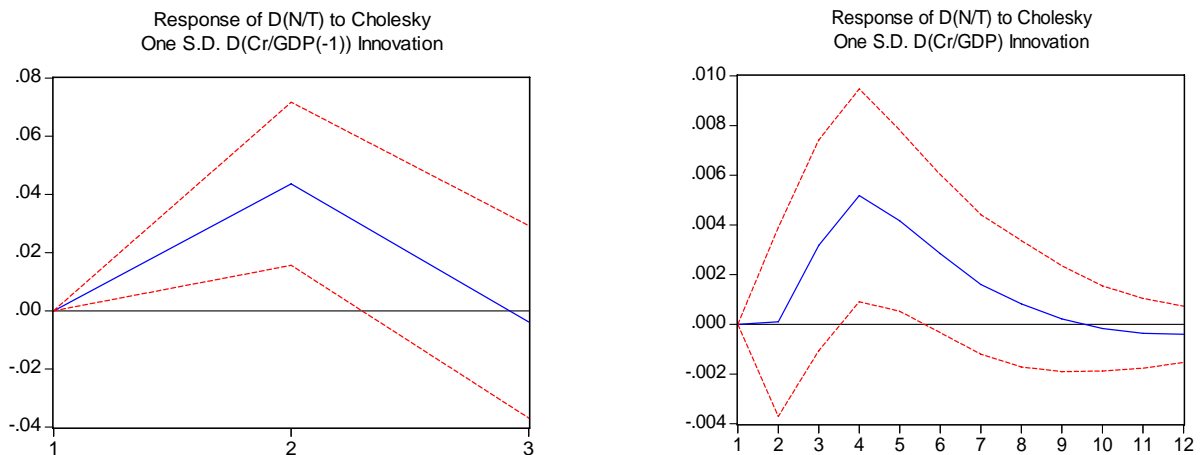 Response of D(N/T) to Cholesky
One S.D. D(Cr/GDP(-1)) Innovation
.08
.06
.04
.02
.00
-.02
-.04
1 2 3
Response of D(N/T) to Cholesky
One S.D. D(Cr/GDP) Innovation
.010
.008
.006
.004
.002
.000
-.002
-.004
1 2 3 4 5 6 7 8 9 10 11 12